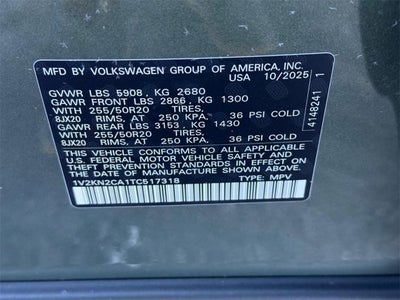 MFD. BY VOLKSWAGEN GROUP OF AMERICA, INC.
USA 10/2025
GVWR LBS 5908, KG 2680
GAWR FRONT LBS 2866, KG 1300
WITH 255/50R20 TIRES,
8JX20 RIMS, AT 250 KPA, 36 PSI COLD
GAWR REAR LBS 3153, KG 1430
WITH 255/50R20 TIRES,
8JX20 RIMS, AT 250 KPA, 36 PSI COLD
THIS VEHICLE CONFORMS TO ALL APPLICABLE
U.S. FEDERAL MOTOR VEHICLE SAFETY
AND THEFT PREVENTION STANDARDS IN EFFECT ON THE
DATE OF MANUFACTURE SHOWN ABOVE.
1V2KN2CA1TC517318 TYPE: MPV
4148241 1